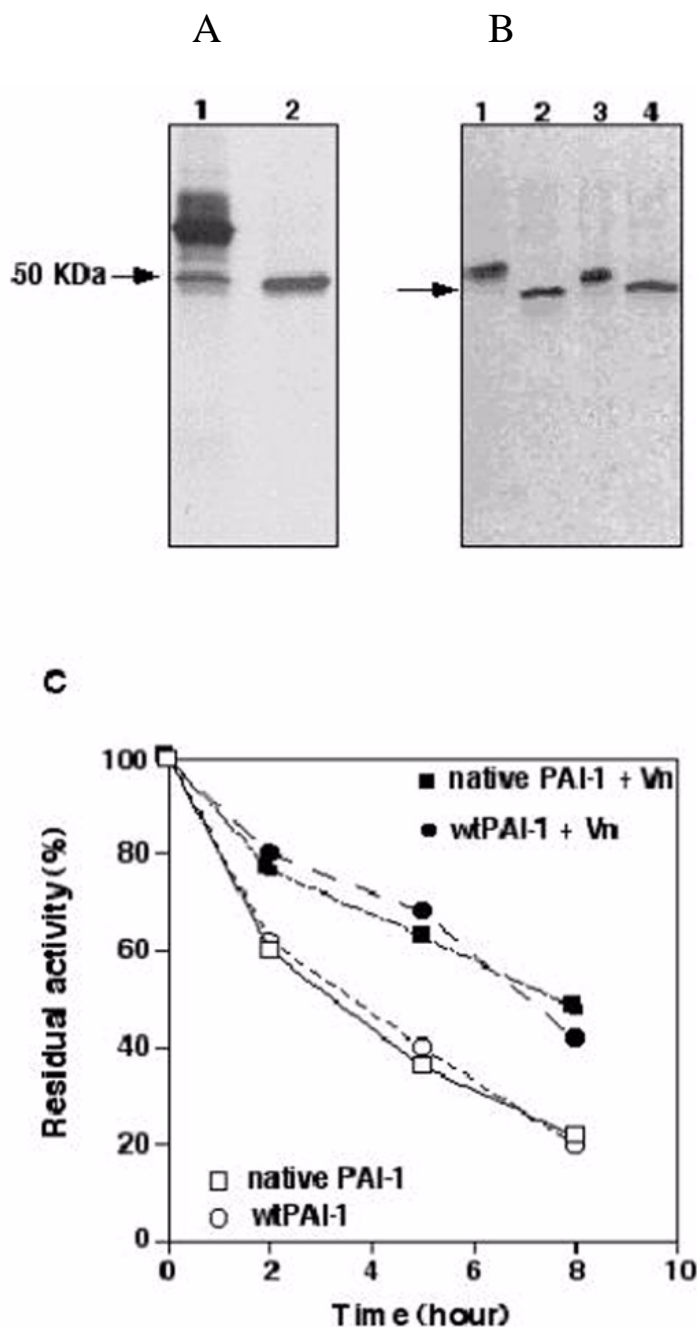 A B
1 2 1 2 3 4
50 KDa
C
100
80
60
40
20
0
Residual activity (%)
native PAI-1 + Vn
wtPAI-1 + Vn
native PAI-1
wtPAI-1
0 2 4 6 8 10
Time (hour)